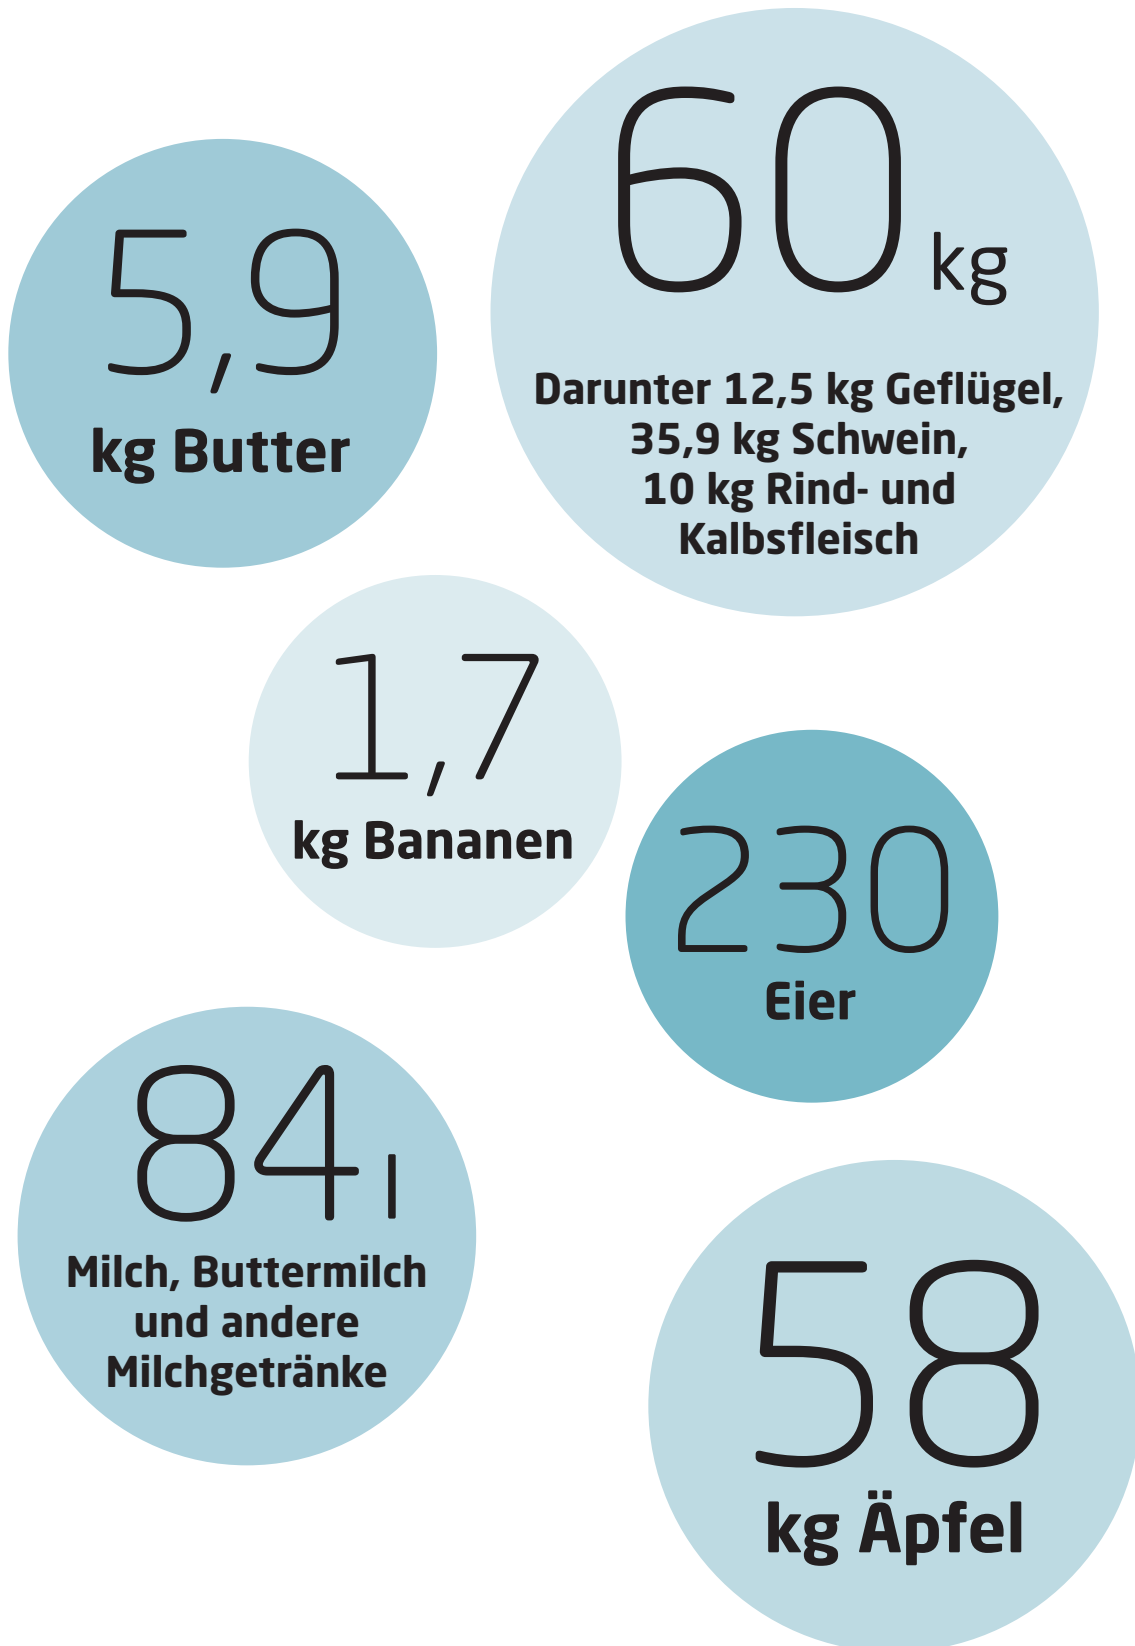 5,9
kg Butter
60 kg
Darunter 12,5 kg Geflügel,
35,9 kg Schwein,
10 kg Rind- und
Kalbsfleisch
1,7
kg Bananen
230
Eier
84 l
Milch, Buttermilch
und andere
Milchgetränke
58
kg Äpfel